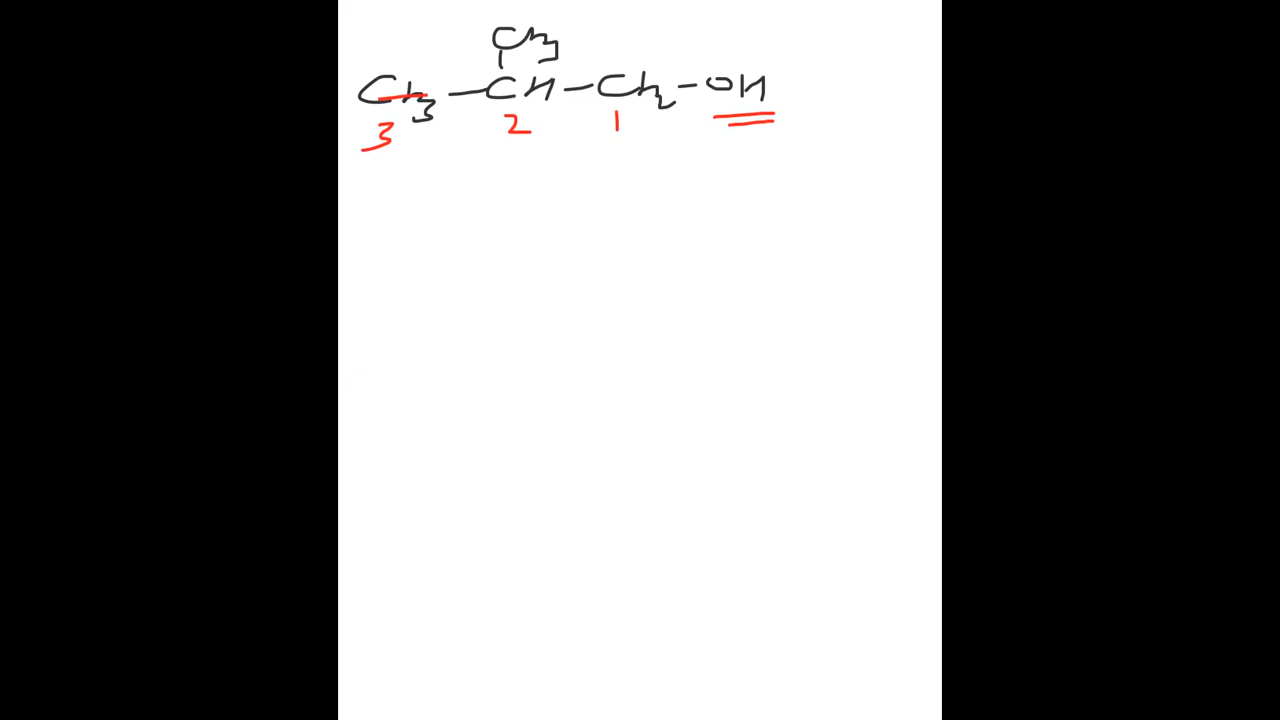 CH3
CH3 — CH — CH2 – OH
3 2 1